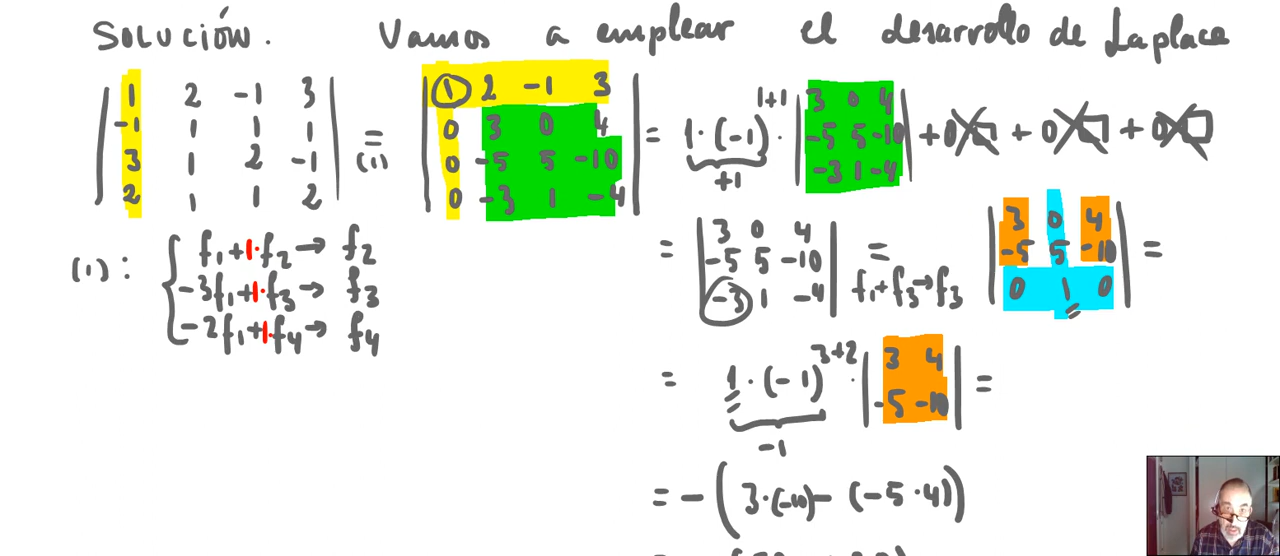 SOLUCIÓN. Vamos a emplear el desarrollo de Laplace
| 1 2 -1 3 | | 1 2 -1 3 |
| -1 1 1 1 | = | 0 3 0 4 | = 1·(-1)^{1+1} · | 3 0 4 | + 0 + 0 + 0
| 3 1 2 -1 | (1) | 0 -5 5 -10 | +1 | -5 5 -10 |
| 2 1 1 2 | | 0 -3 1 -4 | | -3 1 -4 |
(1): { f1+1·f2 → f2
-3f1+1·f3 → f3
-2f1+1·f4 → f4
= | 3 0 4 | = | 3 0 4 | =
| -5 5 -10 | f1+f3→f3 | -5 5 -10 |
| -3 1 -4 | | 0 1 0 |
= 1·(-1)^{3+2} · | 3 4 | =
-1 | -5 -10 |
= -(3·(-10) - (-5·4))